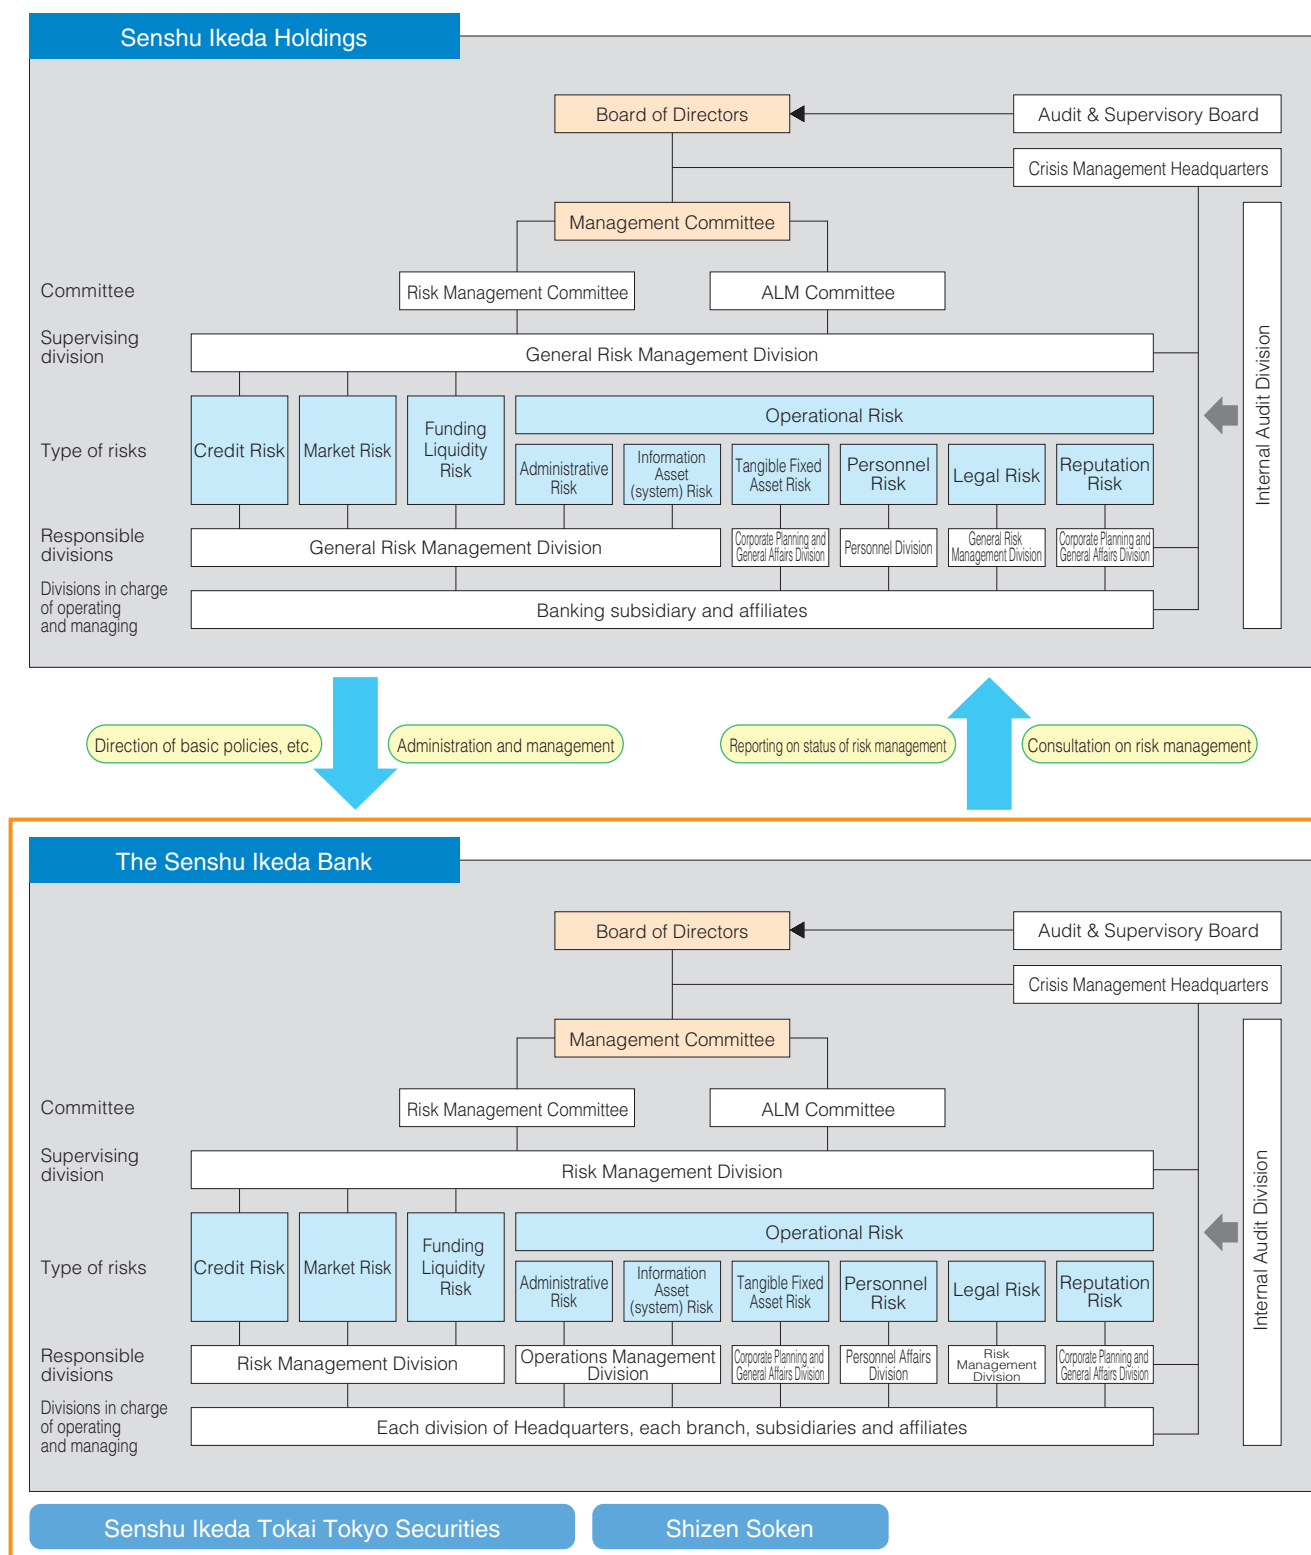 Senshu Ikeda Holdings
Board of Directors
Audit & Supervisory Board
Crisis Management Headquarters
Management Committee
Committee
Risk Management Committee
ALM Committee
Supervising
division
General Risk Management Division
Internal Audit Division
Type of risks
Credit Risk
Market Risk
Funding
Liquidity
Risk
Operational Risk
Administrative
Risk
Information
Asset
(system) Risk
Tangible Fixed
Asset Risk
Personnel
Risk
Legal Risk
Reputation
Risk
Responsible
divisions
General Risk Management Division
Corporate Planning and
General Affairs Division
Personnel Division
General Risk
Management Division
Corporate Planning and
General Affairs Division
Divisions in charge
of operating
and managing
Banking subsidiary and affiliates
Direction of basic policies, etc.
Administration and management
Reporting on status of risk management
Consultation on risk management
The Senshu Ikeda Bank
Board of Directors
Audit & Supervisory Board
Crisis Management Headquarters
Management Committee
Committee
Risk Management Committee
ALM Committee
Supervising
division
Risk Management Division
Internal Audit Division
Type of risks
Credit Risk
Market Risk
Funding
Liquidity
Risk
Operational Risk
Administrative
Risk
Information
Asset
(system) Risk
Tangible Fixed
Asset Risk
Personnel
Risk
Legal Risk
Reputation
Risk
Responsible
divisions
Risk Management Division
Operations Management
Division
Corporate Planning and
General Affairs Division
Personnel Affairs
Division
Risk
Management
Division
Corporate Planning and
General Affairs Division
Divisions in charge
of operating
and managing
Each division of Headquarters, each branch, subsidiaries and affiliates
Senshu Ikeda Tokai Tokyo Securities
Shizen Soken